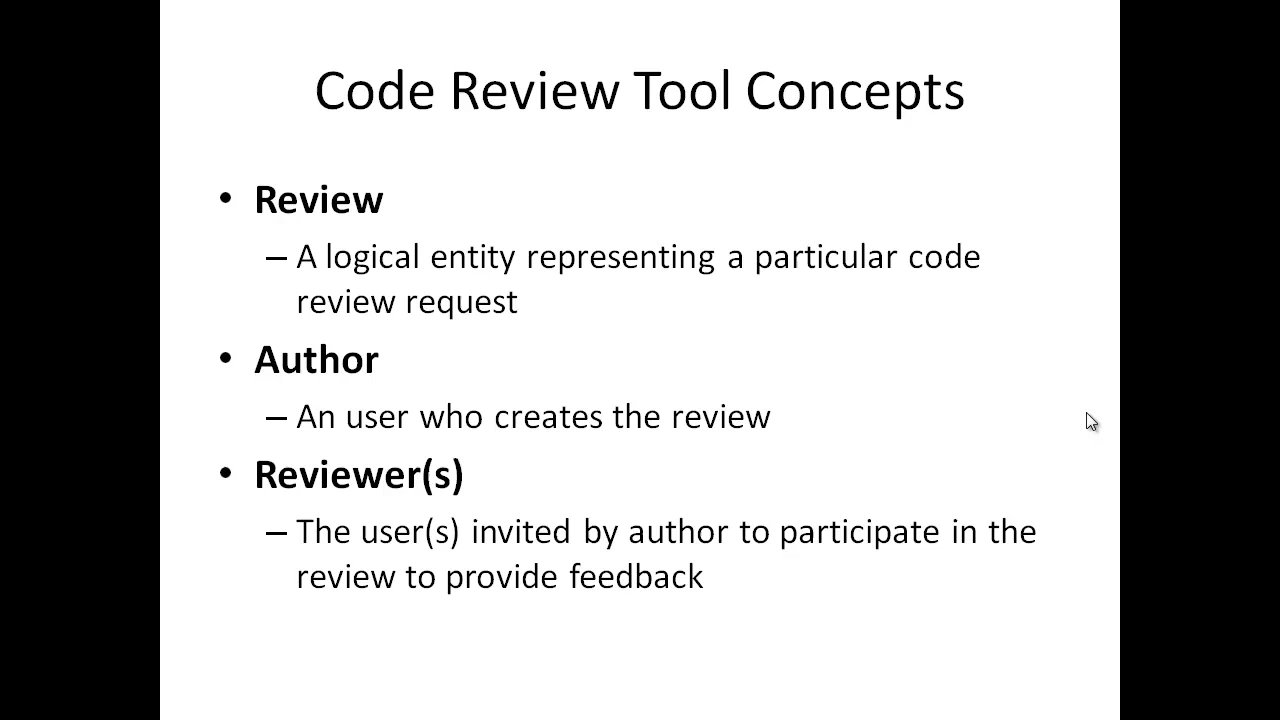 Code Review Tool Concepts
• Review
– A logical entity representing a particular code
review request
• Author
– An user who creates the review
• Reviewer(s)
– The user(s) invited by author to participate in the
review to provide feedback